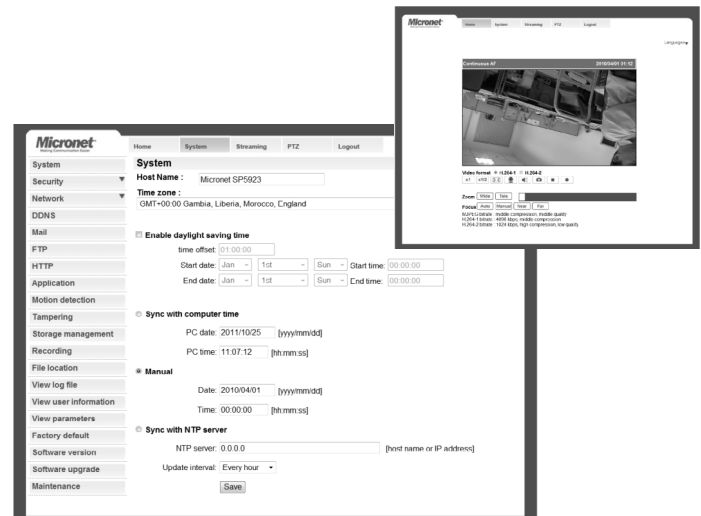 Micronet
Home System Streaming PTZ Logout
Languages
Continuous AF 2010/04/01 01:12
Video format H.264-1 H.264-2
x1
Zoom Wide Tele
Focus Auto Manual Near Far
MJPEG bitrate : middle compression, middle quality
H.264-1 bitrate : 4096 kbps, middle compression
H.264-2 bitrate : 1024 kbps, high compression, low quality
Micronet
Home System Streaming PTZ Logout
System
Security
Network
DDNS
Mail
FTP
HTTP
Application
Motion detection
Tampering
Storage management
Recording
File location
View log file
View user information
View parameters
Factory default
Software version
Software upgrade
Maintenance
System
Host Name : Micronet SP5923
Time zone :
GMT+00:00 Gambia, Liberia, Morocco, England
Enable daylight saving time
time offset: 01:00:00
Start date: Jan 1st Sun Start time: 00:00:00
End date: Jan 1st Sun End time: 00:00:00
Sync with computer time
PC date: 2011/10/25 [yyyy/mm/dd]
PC time: 11:07:12 [hh:mm:ss]
Manual
Date: 2010/04/01 [yyyy/mm/dd]
Time: 00:00:00 [hh:mm:ss]
Sync with NTP server
NTP server: 0.0.0.0 [host name or IP address]
Update interval: Every hour
Save